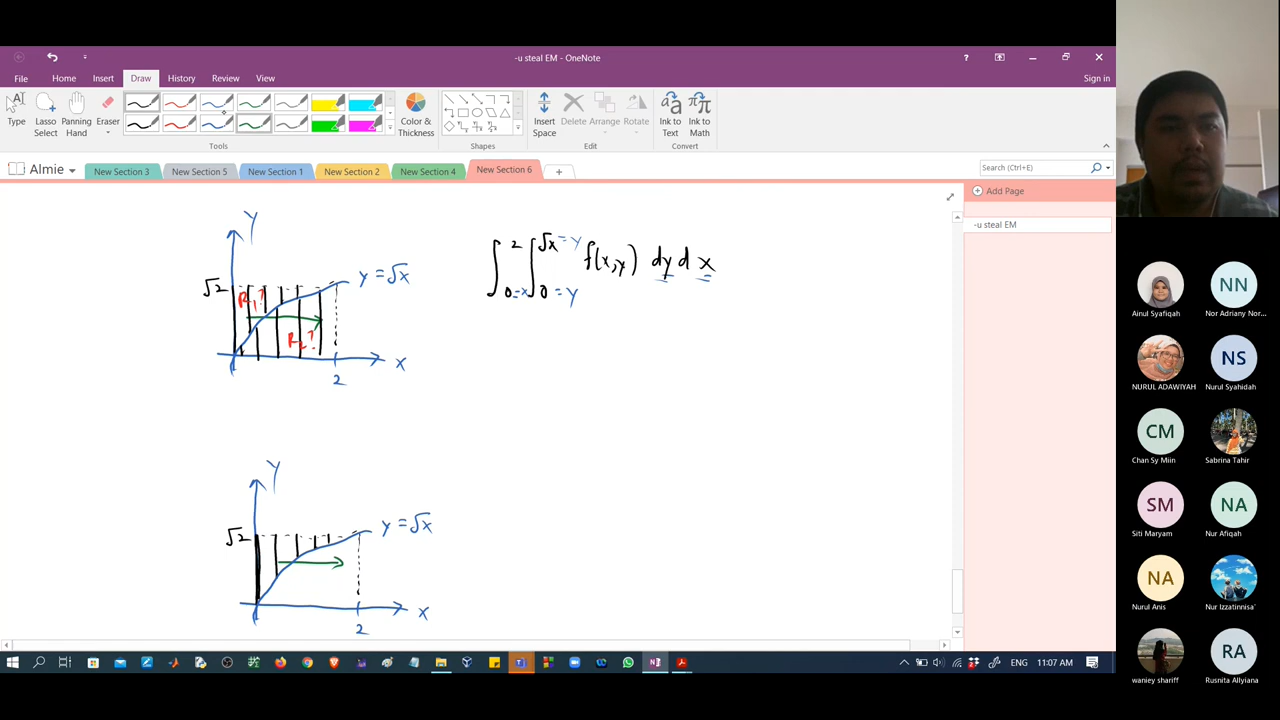 -u steal EM - OneNote
File Home Insert Draw History Review View
Sign in
Type
Lasso Select
Panning Hand
Eraser
Color & Thickness
Insert Space
Delete
Arrange
Rotate
Ink to Text
Ink to Math
Tools
Shapes
Edit
Convert
Almie
New Section 3
New Section 5
New Section 1
New Section 2
New Section 4
New Section 6
Search (Ctrl+E)
Add Page
-u steal EM
Y
√2
R₁?
R₂?
y = √x
x
2
∫ 2 0 = x ∫ √x = y 0 = y f(x,y) dy dx
Y
√2
y = √x
x
2
Ainul Syafiqah
NN
Nor Adriany Nor...
NURUL ADAWIYAH
NS
Nurul Syahidah
CM
Chan Sy Miin
Sabrina Tahir
SM
Siti Maryam
NA
Nur Afiqah
NA
Nurul Anis
Nur Izzatinnisa'
waniey shariff
RA
Rusnita Allyiana
ENG
11:07 AM